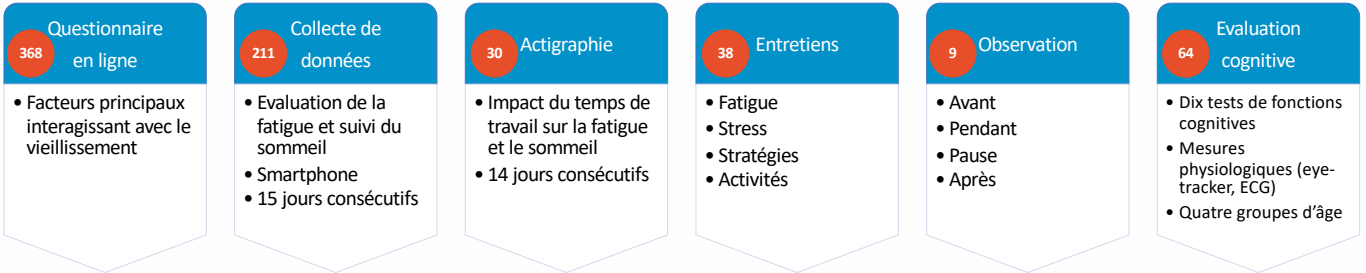 Questionnaire
368
en ligne
• Facteurs principaux
interagissant avec le
vieillissement
Collecte de
211
données
• Evaluation de la
fatigue et suivi du
sommeil
• Smartphone
• 15 jours consécutifs
30
Actigraphie
• Impact du temps de
travail sur la fatigue
et le sommeil
• 14 jours consécutifs
38
Entretiens
• Fatigue
• Stress
• Stratégies
• Activités
9
Observation
• Avant
• Pendant
• Pause
• Après
Evaluation
64
cognitive
• Dix tests de fonctions
cognitives
• Mesures
physiologiques (eye-
tracker, ECG)
• Quatre groupes d’âge